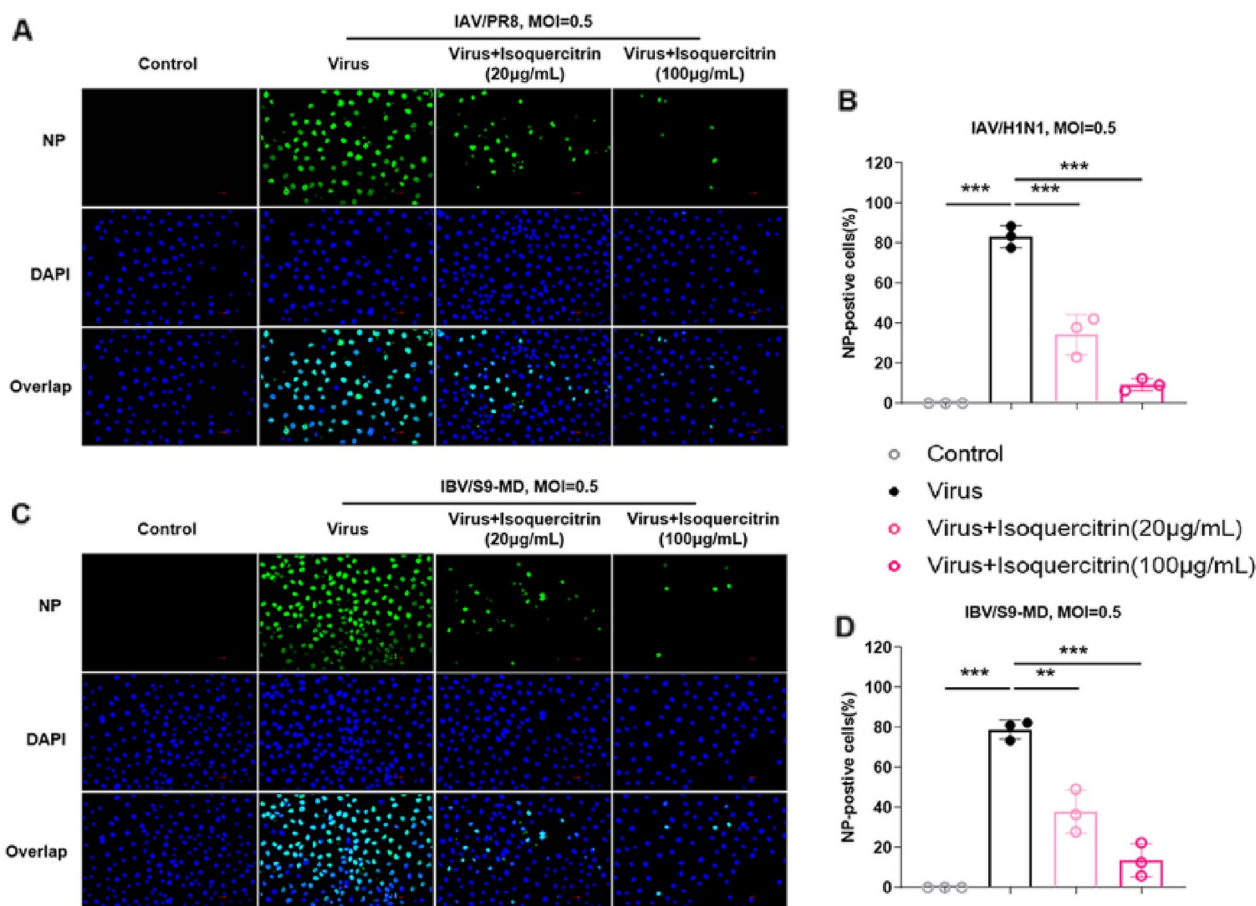 A
IAV/PR8, MOI=0.5
Control
Virus
Virus+Isoquercitrin
(20μg/mL)
Virus+Isoquercitrin
(100μg/mL)
NP
DAPI
Overlap
B
IAV/H1N1, MOI=0.5
NP-postive cells(%)
120
100
80
60
40
20
0
***
***
***
Control
Virus
Virus+Isoquercitrin(20μg/mL)
Virus+Isoquercitrin(100μg/mL)
C
IBV/S9-MD, MOI=0.5
Control
Virus
Virus+Isoquercitrin
(20μg/mL)
Virus+Isoquercitrin
(100μg/mL)
NP
DAPI
Overlap
D
IBV/S9-MD, MOI=0.5
NP-postive cells(%)
120
100
80
60
40
20
0
***
**
***